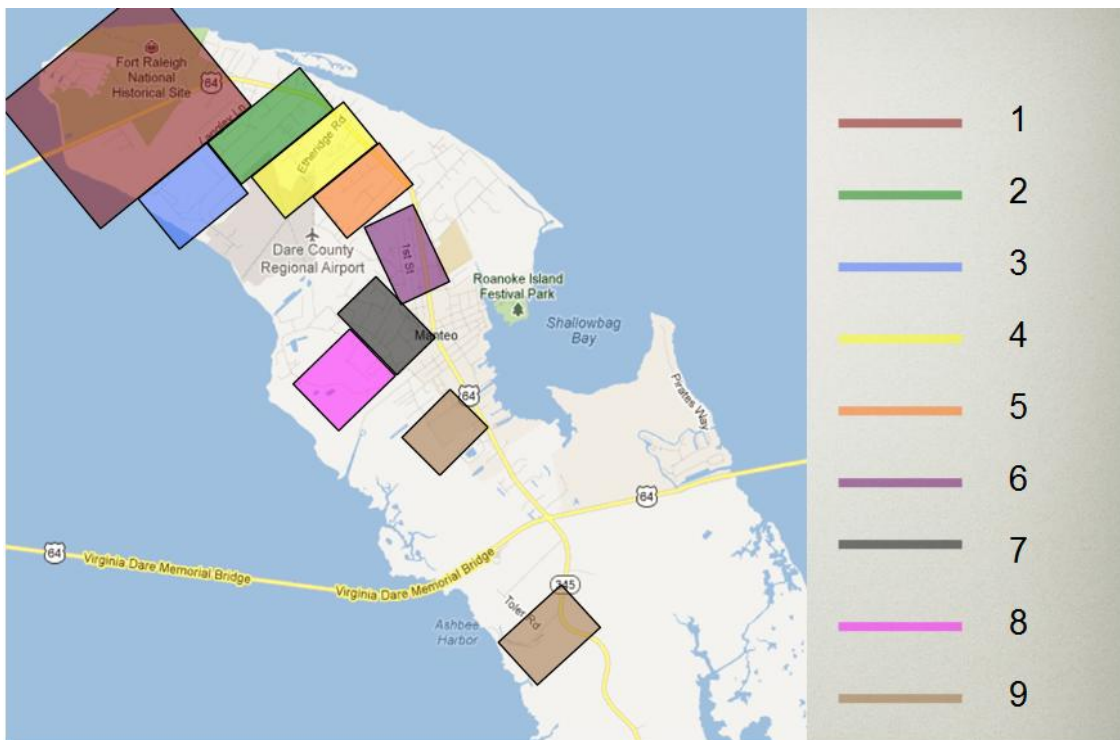 Fort Raleigh
National
Historical Site
64
Langley Ln
Etheridge Rd
Dare County
Regional Airport
1st St
Roanoke Island
Festival Park
Shallowbag
Bay
Manteo
Pirates Way
64
64
64
Virginia Dare Memorial Bridge
Virginia Dare Memorial Bridge
345
Toler Rd
Ashbee
Harbor
1
2
3
4
5
6
7
8
9